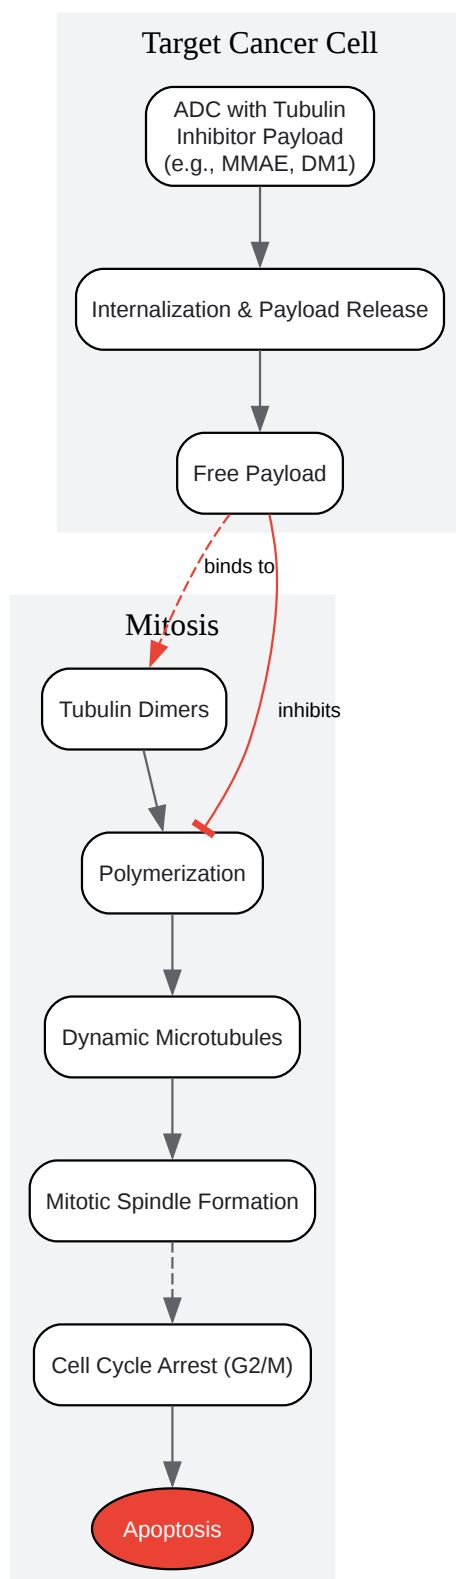 Target Cancer Cell
ADC with Tubulin
Inhibitor Payload
(e.g., MMAE, DM1)
Internalization & Payload Release
Free Payload
binds to
Mitosis
Tubulin Dimers
inhibits
Polymerization
Dynamic Microtubules
Mitotic Spindle Formation
Cell Cycle Arrest (G2/M)
Apoptosis